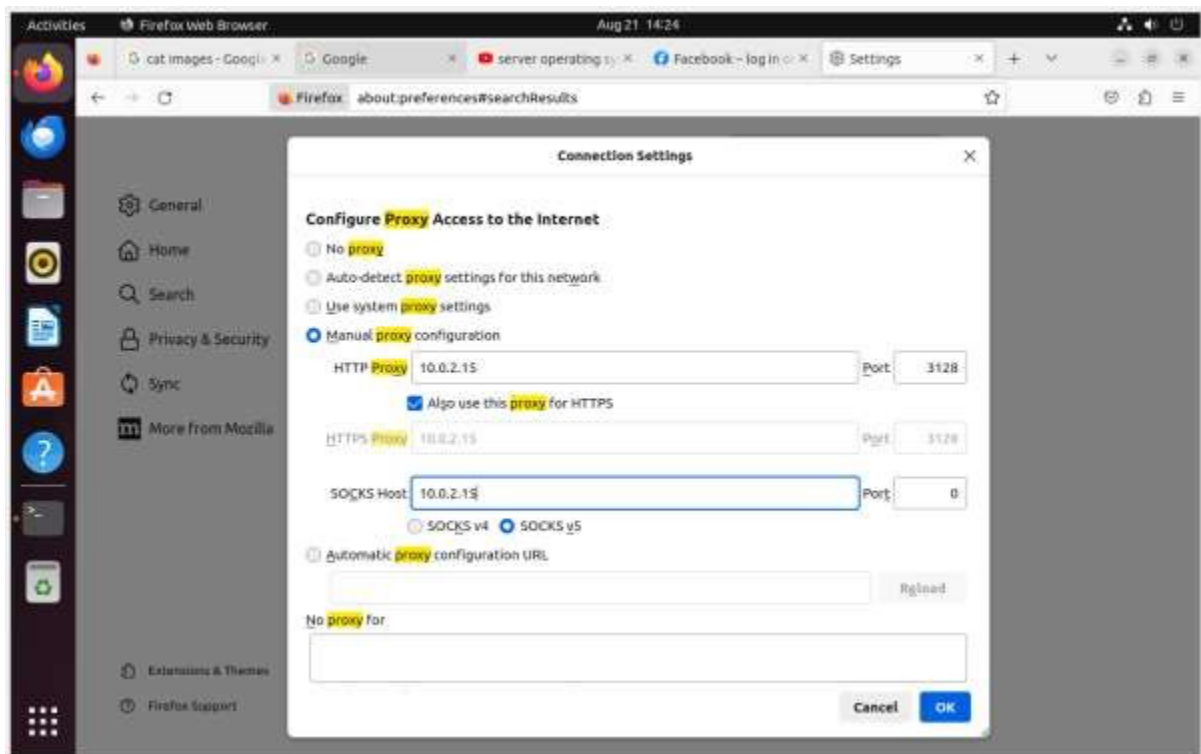 Activities Firefox Web Browser Aug 21 14:24
cat images - Googl Google server operating sy Facebook – log in o Settings
Firefox about:preferences#searchResults
Connection Settings
General
Home
Search
Privacy & Security
Sync
More from Mozilla
Extensions & Themes
Firefox Support
Configure Proxy Access to the Internet
No proxy
Auto-detect proxy settings for this network
Use system proxy settings
Manual proxy configuration
HTTP Proxy 10.0.2.15 Port 3128
Also use this proxy for HTTPS
HTTPS Proxy 10.0.2.15 Port 3128
SOCKS Host 10.0.2.15 Port 0
SOCKS v4 SOCKS v5
Automatic proxy configuration URL
Reload
No proxy for
Cancel OK